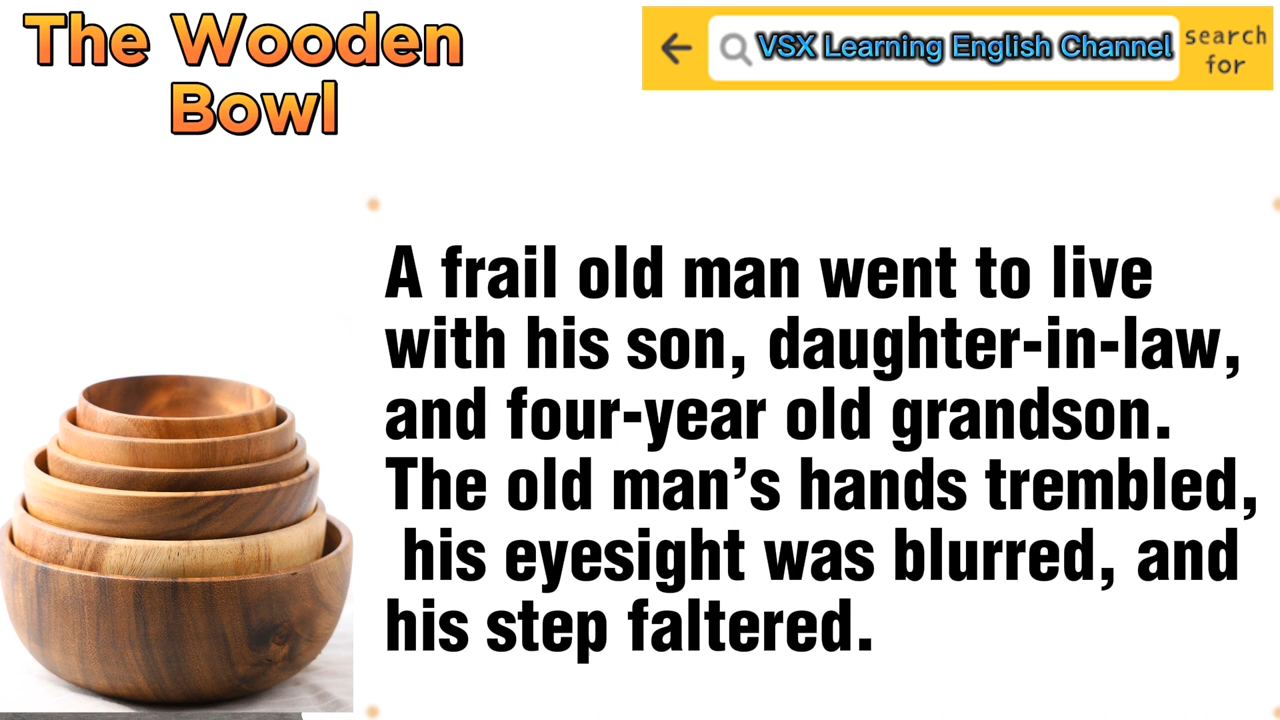 The Wooden
Bowl
VSX Learning English Channel
search
for
A frail old man went to live
with his son, daughter-in-law,
and four-year old grandson.
The old man’s hands trembled,
his eyesight was blurred, and
his step faltered.